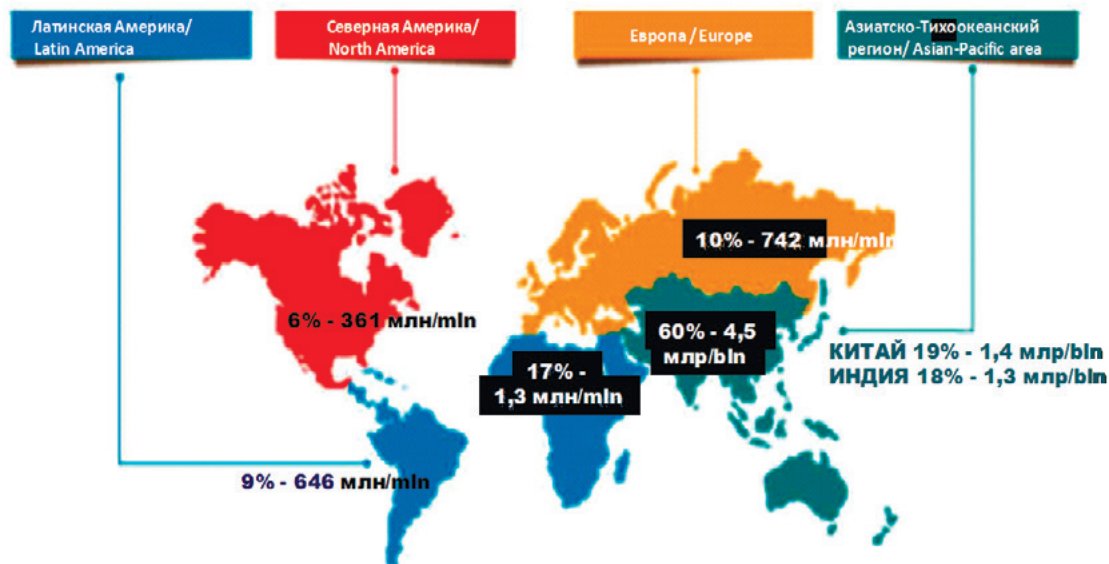 Латинская Америка/
Latin America
Северная Америка/
North America
Европа / Europe
Азиатско-Тихоокеанский
регион/ Asian-Pacific area
10% - 742 млн/mln
6% - 361 млн/mln
60% - 4,5
млр/bln
КИТАЙ 19% - 1,4 млр/bln
ИНДИЯ 18% - 1,3 млр/bln
17% -
1,3 млн/mln
9% - 646 млн/mln